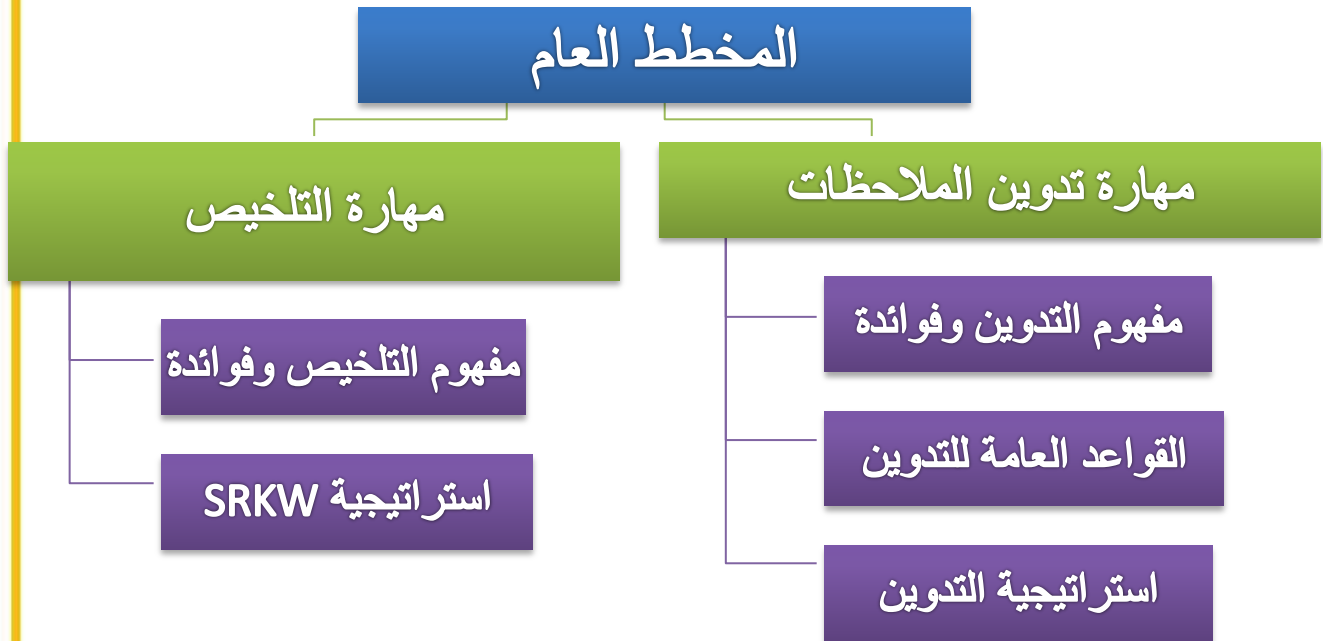 المخطط العام
مهارة تدوين الملاحظات
مفهوم التدوين وفوائدة
القواعد العامة للتدوين
استراتيجية التدوين
مهارة التلخيص
مفهوم التلخيص وفوائدة
استراتيجية SRKW